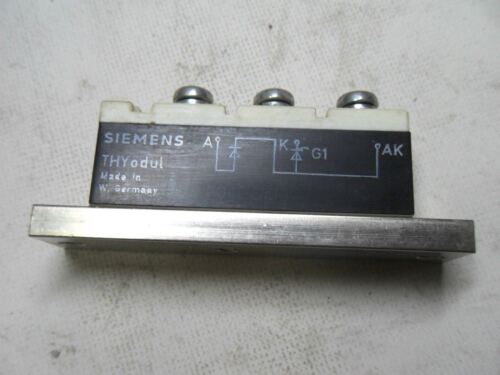 SIEMENS
THYodul
Made in
W. Germany
A K G1 AK